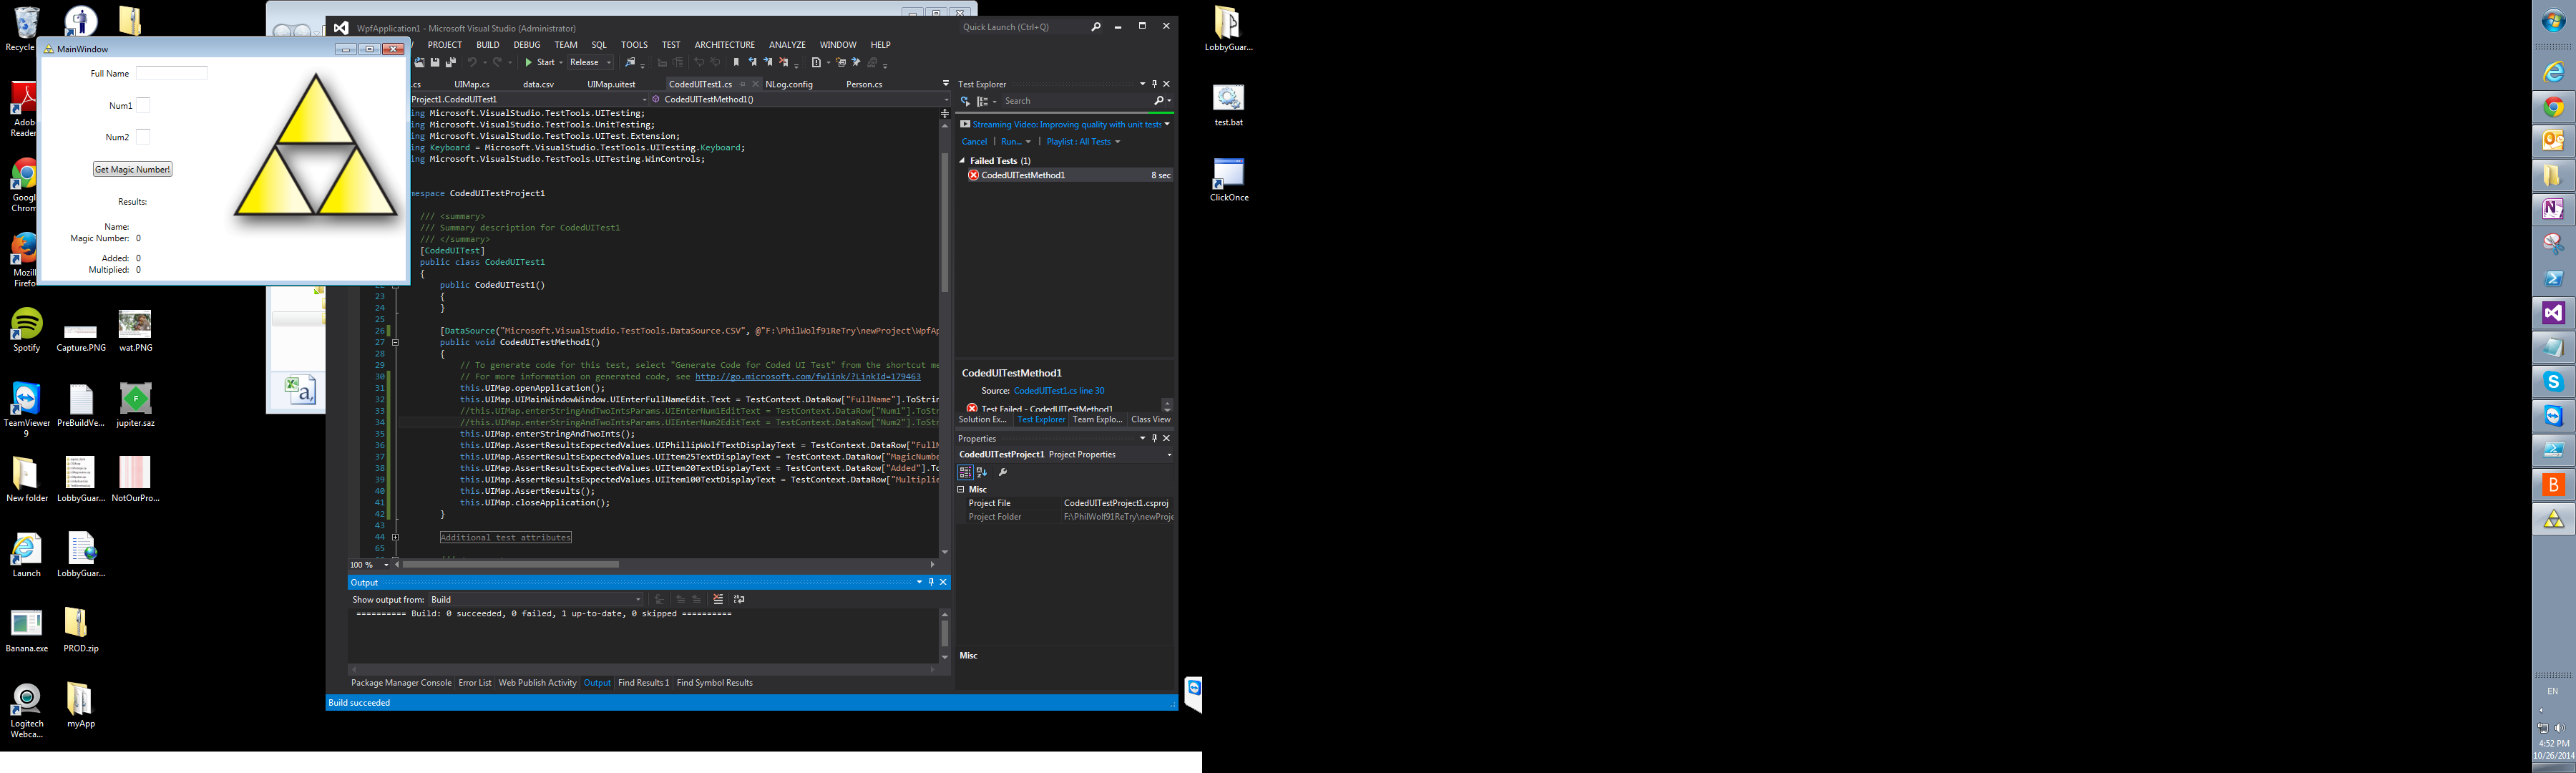 Recycle
Adob
Reader
Googl
Chron
Mozill
Firefo
Spotify
Capture.PNG
wat.PNG
TeamViewer
9
PreBuildVe...
jupiter.saz
New folder
LobbyGuar...
NotOurPro...
Launch
LobbyGuar...
Banana.exe
PROD.zip
Logitech
Webca...
myApp
MainWindow
Full Name
Num1
Num2
Get Magic Number!
Results:
Name:
Magic Number: 0
Added: 0
Multiplied: 0
WpfApplication1 - Microsoft Visual Studio (Administrator)
Quick Launch (Ctrl+Q)
PROJECT BUILD DEBUG TEAM SQL TOOLS TEST ARCHITECTURE ANALYZE WINDOW HELP
Start Release
.cs UIMap.cs data.csv UIMap.uitest CodedUITest1.cs NLog.config Person.cs
Project1.CodedUITest1 CodedUITestMethod1()
ing Microsoft.VisualStudio.TestTools.UITesting;
ing Microsoft.VisualStudio.TestTools.UnitTesting;
ing Microsoft.VisualStudio.TestTools.UITest.Extension;
ing Keyboard = Microsoft.VisualStudio.TestTools.UITesting.Keyboard;
ing Microsoft.VisualStudio.TestTools.UITesting.WinControls;
mespace CodedUITestProject1
/// <summary>
/// Summary description for CodedUITest1
/// </summary>
[CodedUITest]
public class CodedUITest1
{
public CodedUITest1()
23 {
24 }
25
26 [DataSource("Microsoft.VisualStudio.TestTools.DataSource.CSV", @"F:\PhilWolf91ReTry\newProject\WpfAp
27 public void CodedUITestMethod1()
28 {
29 // To generate code for this test, select "Generate Code for Coded UI Test" from the shortcut me
30 // For more information on generated code, see http://go.microsoft.com/fwlink/?LinkId=179463
31 this.UIMap.openApplication();
32 this.UIMap.UIMainWindowWindow.UIEnterFullNameEdit.Text = TestContext.DataRow["FullName"].ToStrin
33 //this.UIMap.enterStringAndTwoIntsParams.UIEnterNum1EditText = TestContext.DataRow["Num1"].ToStr
34 //this.UIMap.enterStringAndTwoIntsParams.UIEnterNum2EditText = TestContext.DataRow["Num2"].ToStr
35 this.UIMap.enterStringAndTwoInts();
36 this.UIMap.AssertResultsExpectedValues.UIPhillipWolfTextDisplayText = TestContext.DataRow["FullN
37 this.UIMap.AssertResultsExpectedValues.UIItem25TextDisplayText = TestContext.DataRow["MagicNumbe
38 this.UIMap.AssertResultsExpectedValues.UIItem20TextDisplayText = TestContext.DataRow["Added"].To
39 this.UIMap.AssertResultsExpectedValues.UIItem100TextDisplayText = TestContext.DataRow["Multiplie
40 this.UIMap.AssertResults();
41 this.UIMap.closeApplication();
42 }
43
44 Additional test attributes
65
100 %
Output
Show output from: Build
========== Build: 0 succeeded, 0 failed, 1 up-to-date, 0 skipped ==========
Package Manager Console Error List Web Publish Activity Output Find Results 1 Find Symbol Results
Build succeeded
Test Explorer
Search
Streaming Video: Improving quality with unit tests
Cancel Run... Playlist : All Tests
Failed Tests (1)
CodedUITestMethod1 8 sec
CodedUITestMethod1
Source: CodedUITest1.cs line 30
Test Failed - CodedUITestMethod1
Solution Ex... Test Explorer Team Explo... Class View
Properties
CodedUITestProject1 Project Properties
Misc
Project File CodedUITestProject1.csproj
Project Folder F:\PhilWolf91ReTry\newProje
Misc
LobbyGuar...
test.bat
ClickOnce
EN
4:52 PM
10/26/2014